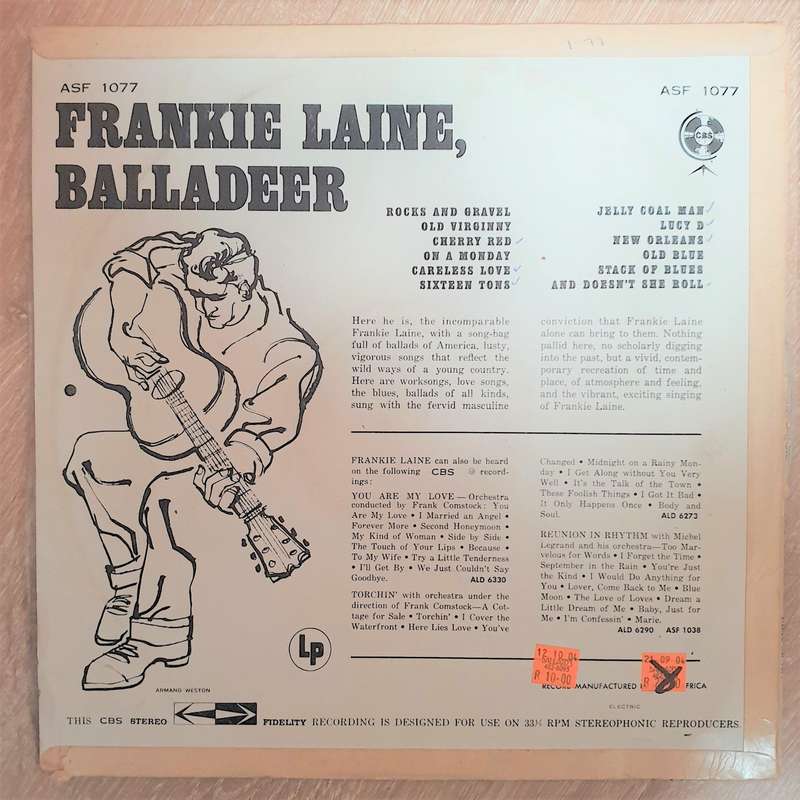 ASF 1077
ASF 1077
FRANKIE LAINE,
BALLADEER
CBS
ROCKS AND GRAVEL
OLD VIRGINNY
CHERRY RED
ON A MONDAY
CARELESS LOVE
SIXTEEN TONS
JELLY COAL MAN
LUCY D
NEW ORLEANS
OLD BLUE
STACK OF BLUES
AND DOESN'T SHE ROLL
Here he is, the incomparable
Frankie Laine, with a song-bag
full of ballads of America, lusty,
vigorous songs that reflect the
wild ways of a young country.
Here are worksongs, love songs,
the blues, ballads of all kinds,
sung with the fervid masculine
conviction that Frankie Laine
alone can bring to them. Nothing
pallid here, no scholarly digging
into the past, but a vivid, contem-
porary recreation of time and
place, of atmosphere and feeling,
and the vibrant, exciting singing
of Frankie Laine.
FRANKIE LAINE can also be heard
on the following CBS record-
ings:
YOU ARE MY LOVE — Orchestra
conducted by Frank Comstock: You
Are My Love • I Married an Angel •
Forever More • Second Honeymoon •
My Kind of Woman • Side by Side •
The Touch of Your Lips • Because •
To My Wife • Try a Little Tenderness
• I'll Get By • We Just Couldn't Say
Goodbye. ALD 6330
TORCHIN' with orchestra under the
direction of Frank Comstock—A Cot-
tage for Sale • Torchin' • I Cover the
Waterfront • Here Lies Love • You've
Changed • Midnight on a Rainy Mon-
day • I Get Along without You Very
Well • It's the Talk of the Town •
These Foolish Things • I Got It Bad •
It Only Happens Once • Body and
Soul. ALD 6273
REUNION IN RHYTHM with Michel
Legrand and his orchestra—Too Mar-
velous for Words • I Forget the Time •
September in the Rain • You're Just
the Kind • I Would Do Anything for
You • Lover, Come Back to Me • Blue
Moon • The Love of Loves • Dream a
Little Dream of Me • Baby, Just for
Me • I'm Confessin' • Marie.
ALD 6290 ASF 1038
Lp
12 10 04
R 10-00
09 04
R
RECORD MANUFACTURED
ARMAND WESTON
ELECTRIC
THIS CBS STEREO FIDELITY RECORDING IS DESIGNED FOR USE ON 33⅓ RPM STEREOPHONIC REPRODUCERS.